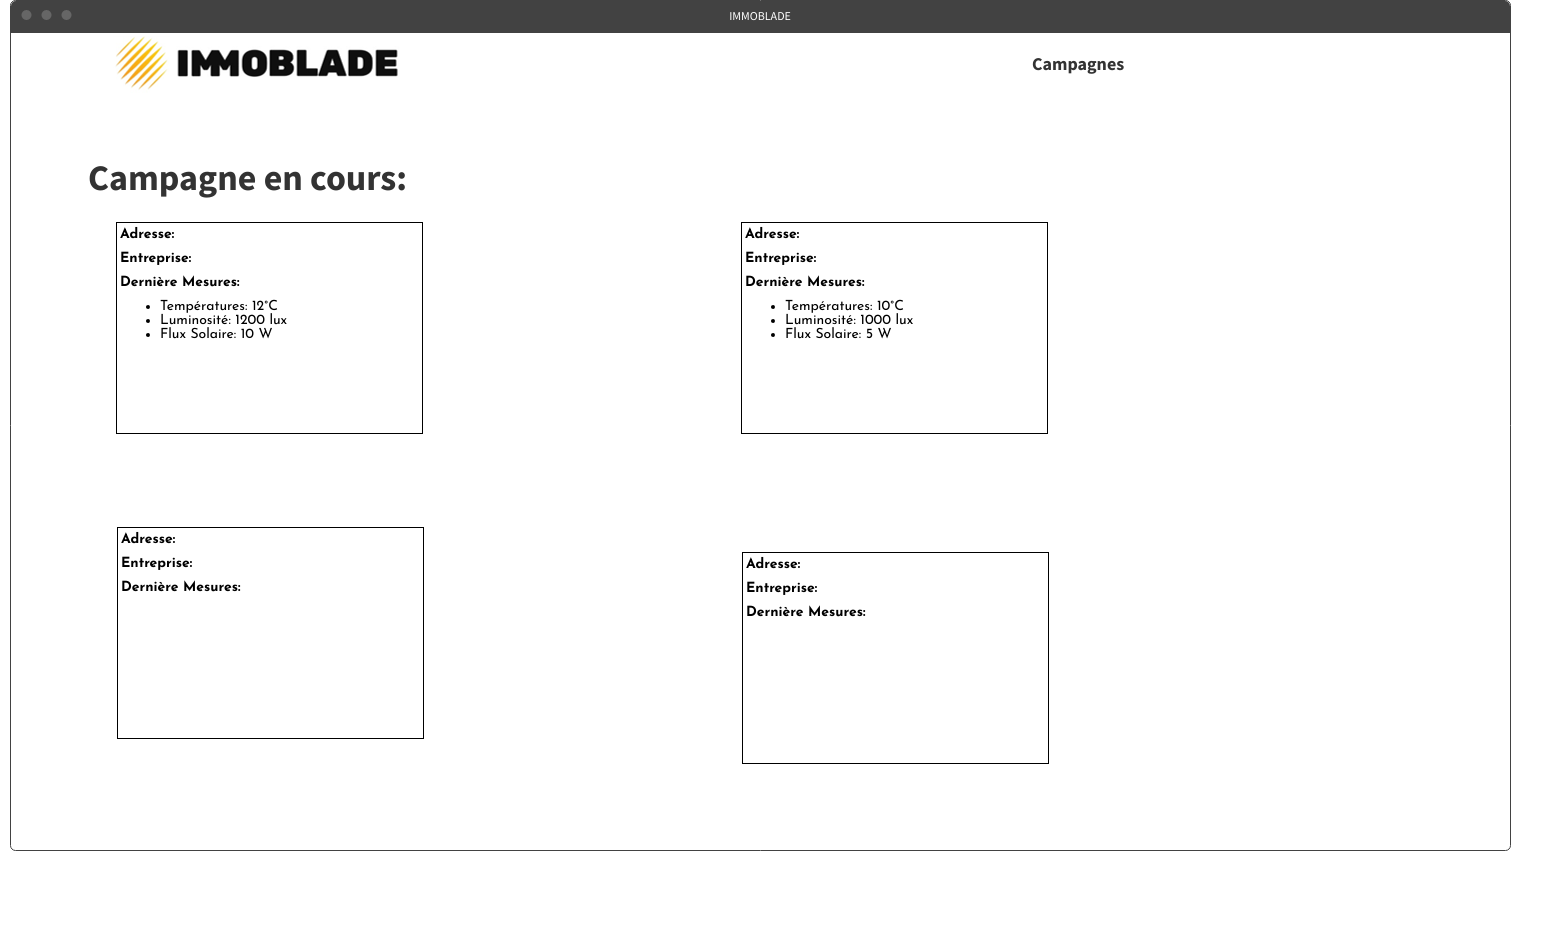 IMMOBLADE
IMMOBLADE
Campagnes
Campagne en cours:
Adresse:
Entreprise:
Dernière Mesures:
Températures: 12°C
Luminosité: 1200 lux
Flux Solaire: 10 W
Adresse:
Entreprise:
Dernière Mesures:
Températures: 10°C
Luminosité: 1000 lux
Flux Solaire: 5 W
Adresse:
Entreprise:
Dernière Mesures:
Adresse:
Entreprise:
Dernière Mesures: